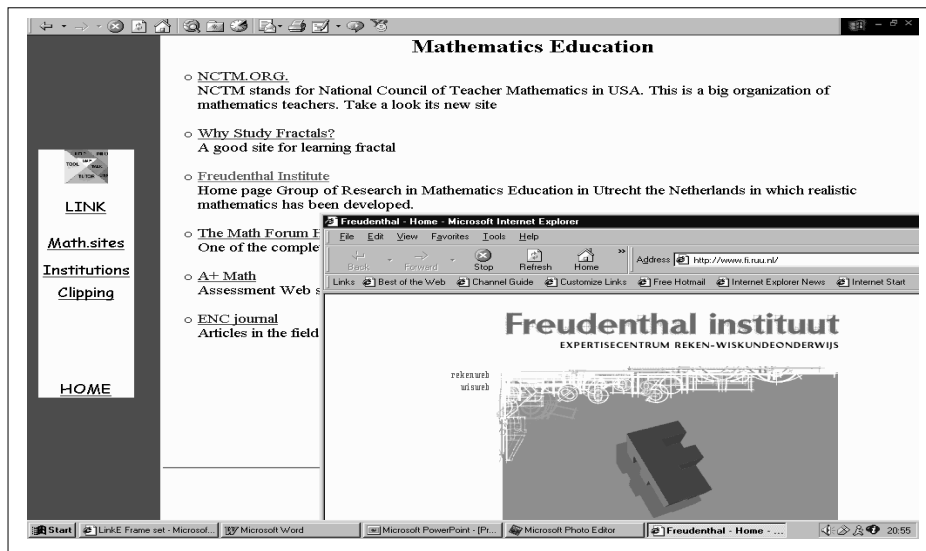 Mathematics Education
NCTM.ORG.
NCTM stands for National Council of Teacher Mathematics in USA. This is a big organization of
mathematics teachers. Take a look its new site
Why Study Fractals?
A good site for learning fractal
Freudenthal Institute
Home page Group of Research in Mathematics Education in Utrecht the Netherlands in which realistic
mathematics has been developed.
The Math Forum
One of the
A+ Math
Assessment Web
ENC journal
Articles in the field
LINK
Math.sites
Institutions
Clipping
HOME
Freudenthal - Home - Microsoft Internet Explorer
File Edit View Favorites Tools Help
Back Forward Stop Refresh Home » Address http://www.fi.ruu.nl/
Links Best of the Web Channel Guide Customize Links Free Hotmail Internet Explorer News Internet Start
Freudenthal instituut
EXPERTISECENTRUM REKEN-WISKUNDEONDERWIJS
rekenweb
wisweb
Start LinkE Frame set - Microsof... Microsoft Word Microsoft PowerPoint - [Pr... Microsoft Photo Editor Freudenthal - Home - ... 20:55